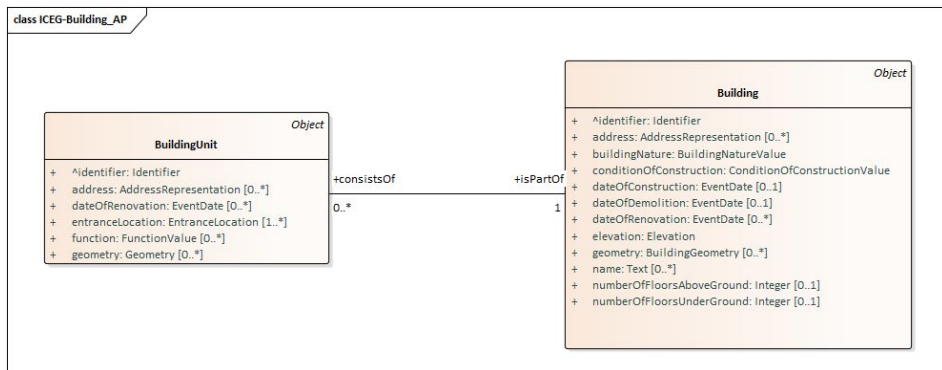 class ICEG-Building_AP
Object
BuildingUnit
+ ^identifier: Identifier
+ address: AddressRepresentation [0..*]
+ dateOfRenovation: EventDate [0..*]
+ entranceLocation: EntranceLocation [1..*]
+ function: FunctionValue [0..*]
+ geometry: Geometry [0..*]
+consistsOf
0..*
+isPartOf
1
Object
Building
+ ^identifier: Identifier
+ address: AddressRepresentation [0..*]
+ buildingNature: BuildingNatureValue
+ conditionOfConstruction: ConditionOfConstructionValue
+ dateOfConstruction: EventDate [0..1]
+ dateOfDemolition: EventDate [0..1]
+ dateOfRenovation: EventDate [0..*]
+ elevation: Elevation
+ geometry: BuildingGeometry [0..*]
+ name: Text [0..*]
+ numberOfFloorsAboveGround: Integer [0..1]
+ numberOfFloorsUnderGround: Integer [0..1]